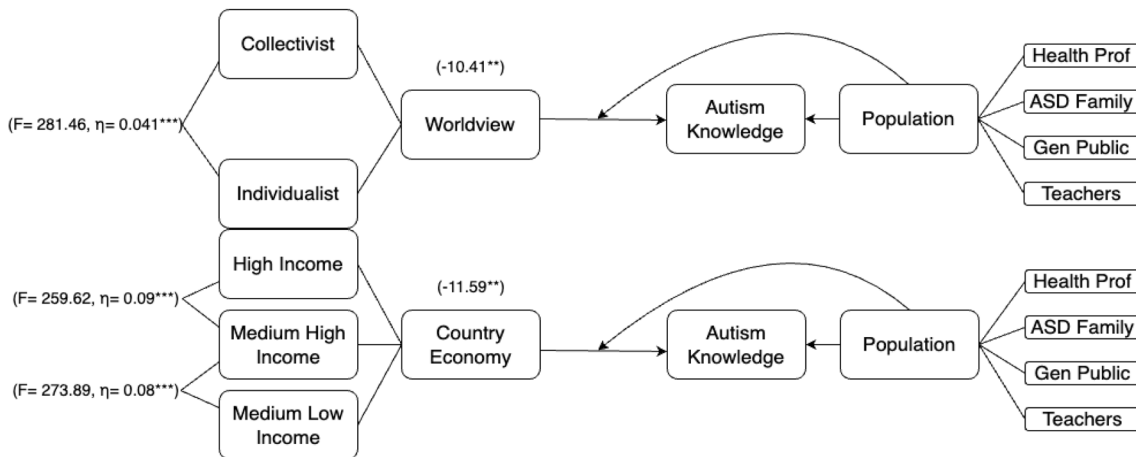 Collectivist
(F= 281.46, η= 0.041***)
Individualist
(-10.41**)
Worldview
Autism
Knowledge
Population
Health Prof
ASD Family
Gen Public
Teachers
High Income
(F= 259.62, η= 0.09***)
Medium High
Income
(F= 273.89, η= 0.08***)
Medium Low
Income
(-11.59**)
Country
Economy
Autism
Knowledge
Population
Health Prof
ASD Family
Gen Public
Teachers